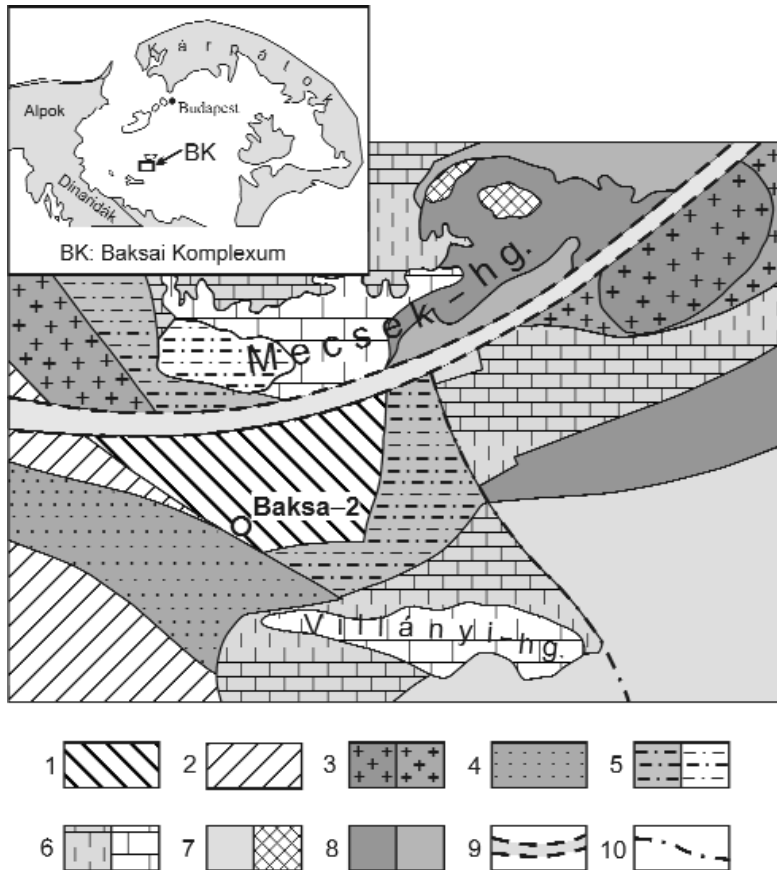 Kárpátok
Alpok
Budapest
BK
Dinaridák
BK: Baksai Komplexum
Mecsek–hg.
Baksa–2
Villányi–hg.
1 2 3 4 5
6 7 8 9 10